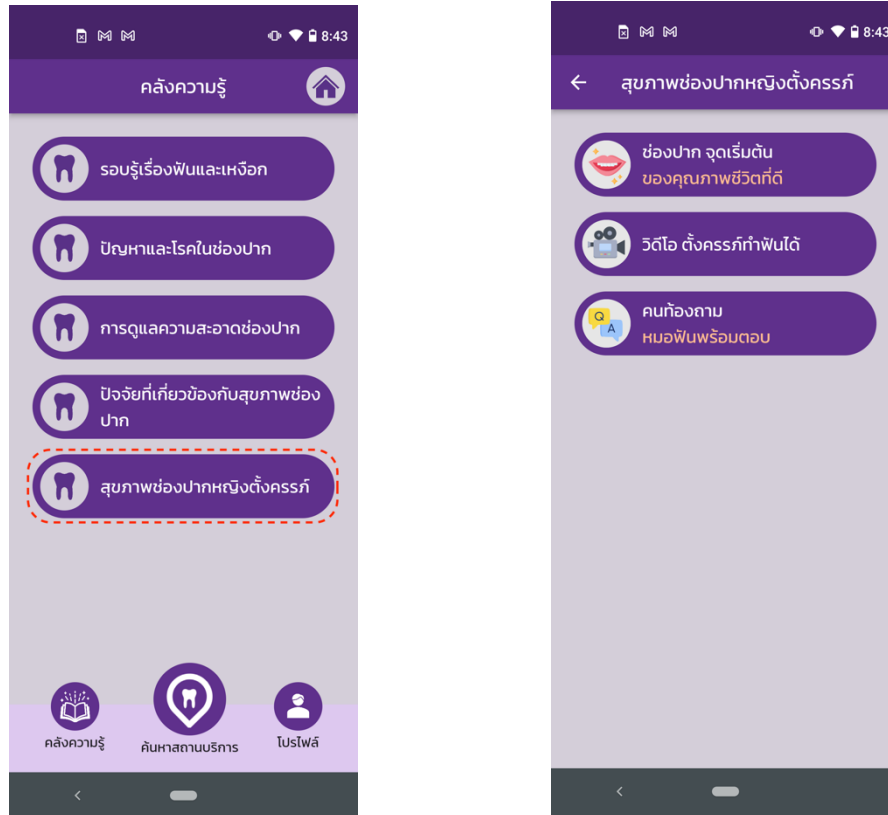 8:43
คลังความรู้
รอบรู้เรื่องฟันและเหงือก
ปัญหาและโรคในช่องปาก
การดูแลความสะอาดช่องปาก
ปัจจัยที่เกี่ยวข้องกับสุขภาพช่อง
ปาก
สุขภาพช่องปากหญิงตั้งครรภ์
คลังความรู้
ค้นหาสถานบริการ
โปรไฟล์
8:43
สุขภาพช่องปากหญิงตั้งครรภ์
ช่องปาก จุดเริ่มต้น
ของคุณภาพชีวิตที่ดี
วิดีโอ ตั้งครรภ์ทำฟันได้
Q
A
คนท้องถาม
หมอฟันพร้อมตอบ